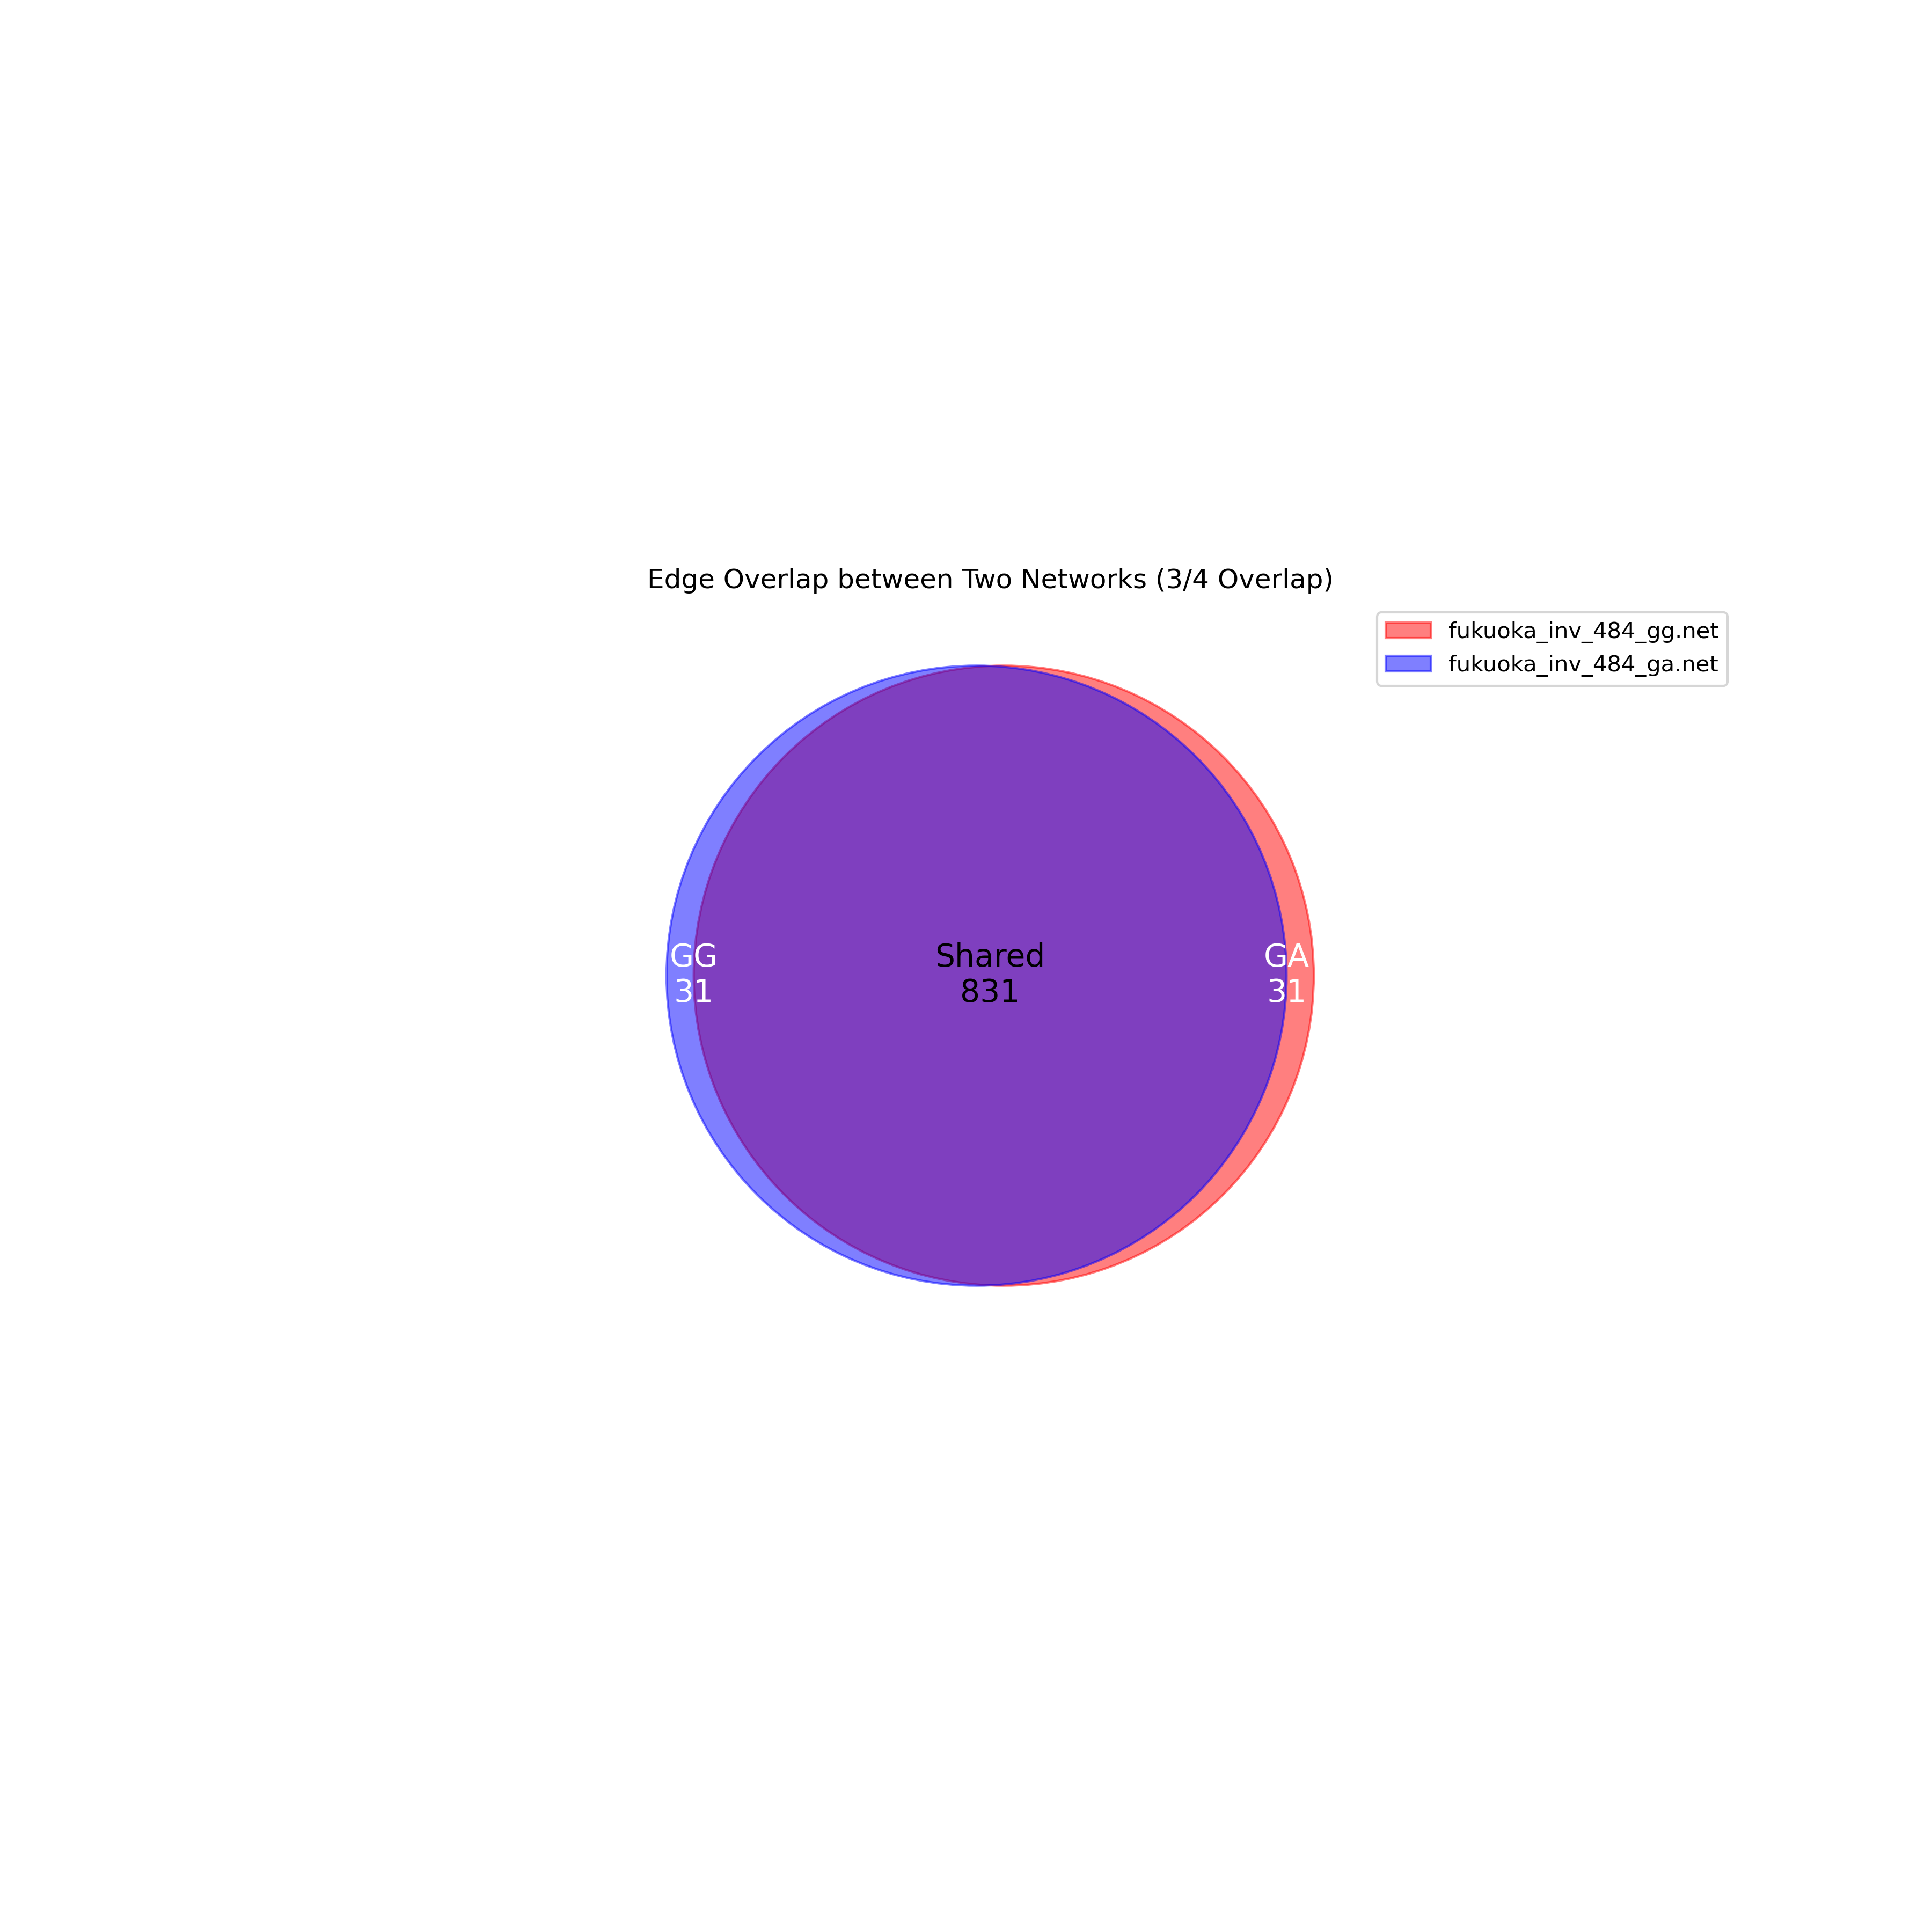 Edge Overlap between Two Networks (3/4 Overlap)
fukuoka_inv_484_gg.net
fukuoka_inv_484_ga.net
GG
31
Shared
831
GA
31